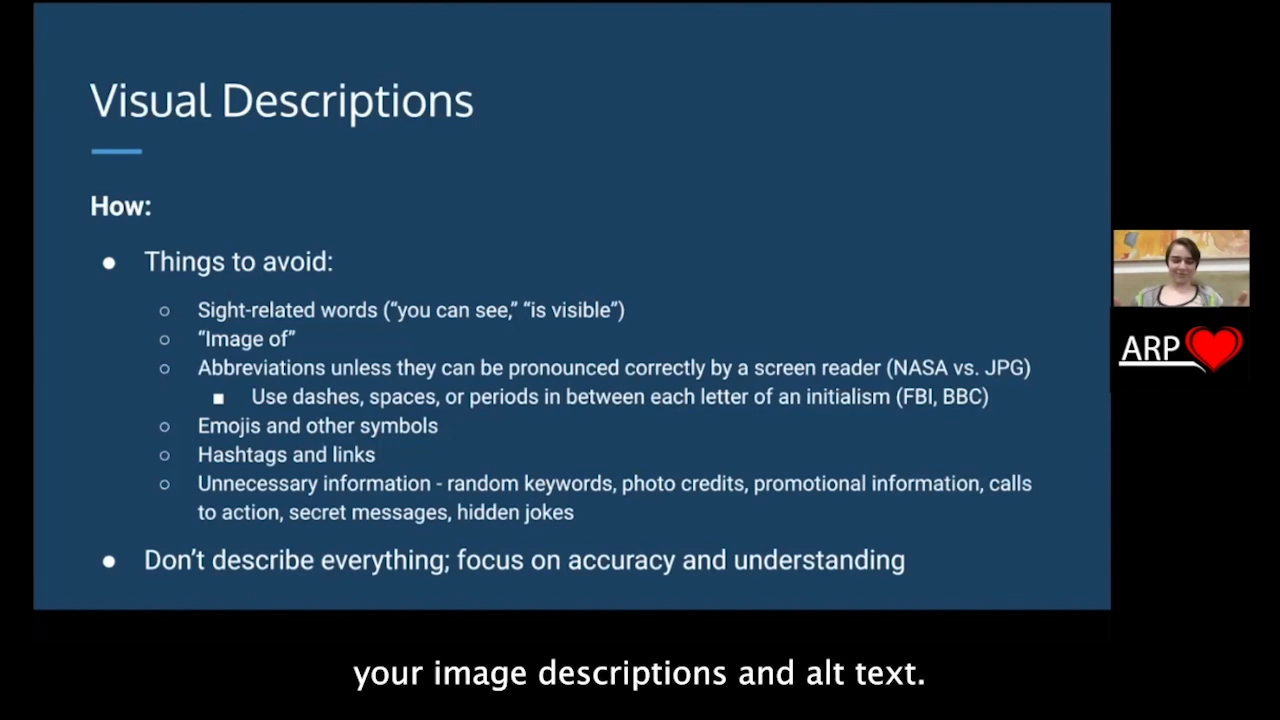 Visual Descriptions
How:
● Things to avoid:
○ Sight-related words (“you can see,” “is visible”)
○ “Image of”
○ Abbreviations unless they can be pronounced correctly by a screen reader (NASA vs. JPG)
■ Use dashes, spaces, or periods in between each letter of an initialism (FBI, BBC)
○ Emojis and other symbols
○ Hashtags and links
○ Unnecessary information - random keywords, photo credits, promotional information, calls
to action, secret messages, hidden jokes
● Don’t describe everything; focus on accuracy and understanding
ARP
your image descriptions and alt text.